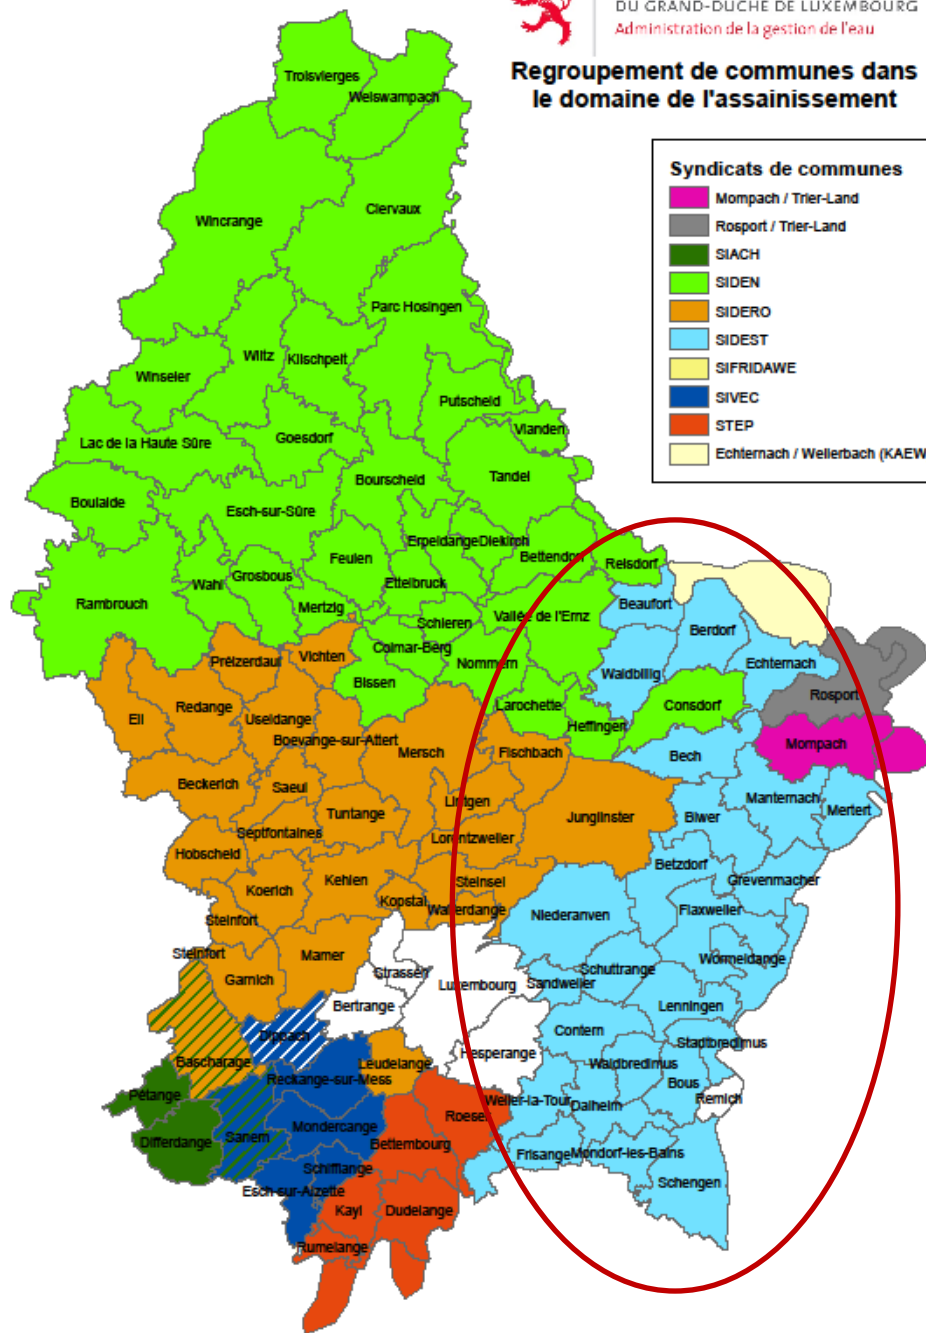 DU GRAND-DUCHÉ DE LUXEMBOURG
Administration de la gestion de l'eau
Regroupement de communes dans
le domaine de l'assainissement
Syndicats de communes
Mompach / Trier-Land
Rosport / Trier-Land
SIACH
SIDEN
SIDERO
SIDEST
SIFRIDAWE
SIVEC
STEP
Echternach / Weilerbach (KAEW
Troisvierges
Weiswampach
Clervaux
Wincrange
Parc Hosingen
Wiltz
Kiischpelt
Winseler
Putscheid
Vianden
Goesdorf
Lac de la Haute Sûre
Tandel
Bourscheid
Boulaide
Esch-sur-Sûre
Erpeldange
Diekirch
Bettendorf
Feulen
Reisdorf
Ettelbruck
Wahl
Grosbous
Mertzig
Rambrouch
Beaufort
Vallée de l'Ernz
Schieren
Berdorf
Colmar-Berg
Vichten
Préizerdaul
Nommern
Echternach
Waldbillig
Bissen
Rosport
Larochette
Consdorf
Redange
Ell
Useldange
Heffingen
Boevange-sur-Attert
Mompach
Mersch
Fischbach
Bech
Beckerich
Saeul
Manternach
Lintgen
Mertert
Tuntange
Junglinster
Biwer
Septfontaines
Lorentzweiler
Hobscheid
Betzdorf
Kehlen
Steinsel
Grevenmacher
Koerich
Kopstal
Walferdange
Flaxweiler
Niederanven
Steinfort
Steinfort
Mamer
Wormeldange
Garnich
Strassen
Schuttrange
Luxembourg
Sandweiler
Bertrange
Lenningen
Contern
Dippach
Stadtbredimus
Hesperange
Bascharage
Leudelange
Waldbredimus
Reckange-sur-Mess
Bous
Pétange
Weiler-la-Tour
Remich
Dalheim
Roeser
Mondercange
Differdange
Sanem
Bettembourg
Frisange
Mondorf-les-Bains
Schifflange
Schengen
Esch-sur-Alzette
Kayl
Dudelange
Rumelange